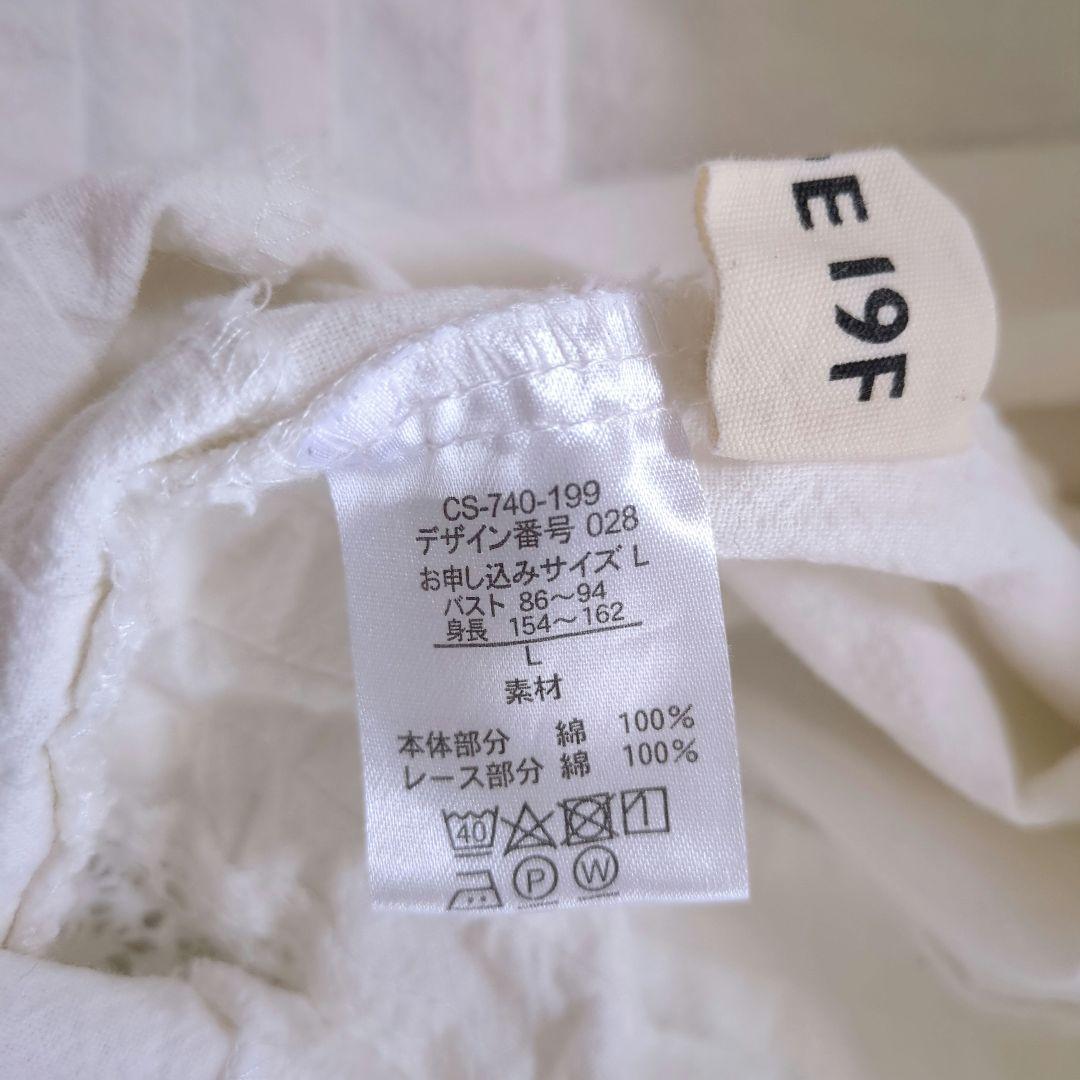 E 19F
CS-740-199
デザイン番号 028
お申し込みサイズ L
バスト 86〜94
身長 154〜162
L
素材
本体部分 綿 100%
レース部分 綿 100%
40
P W